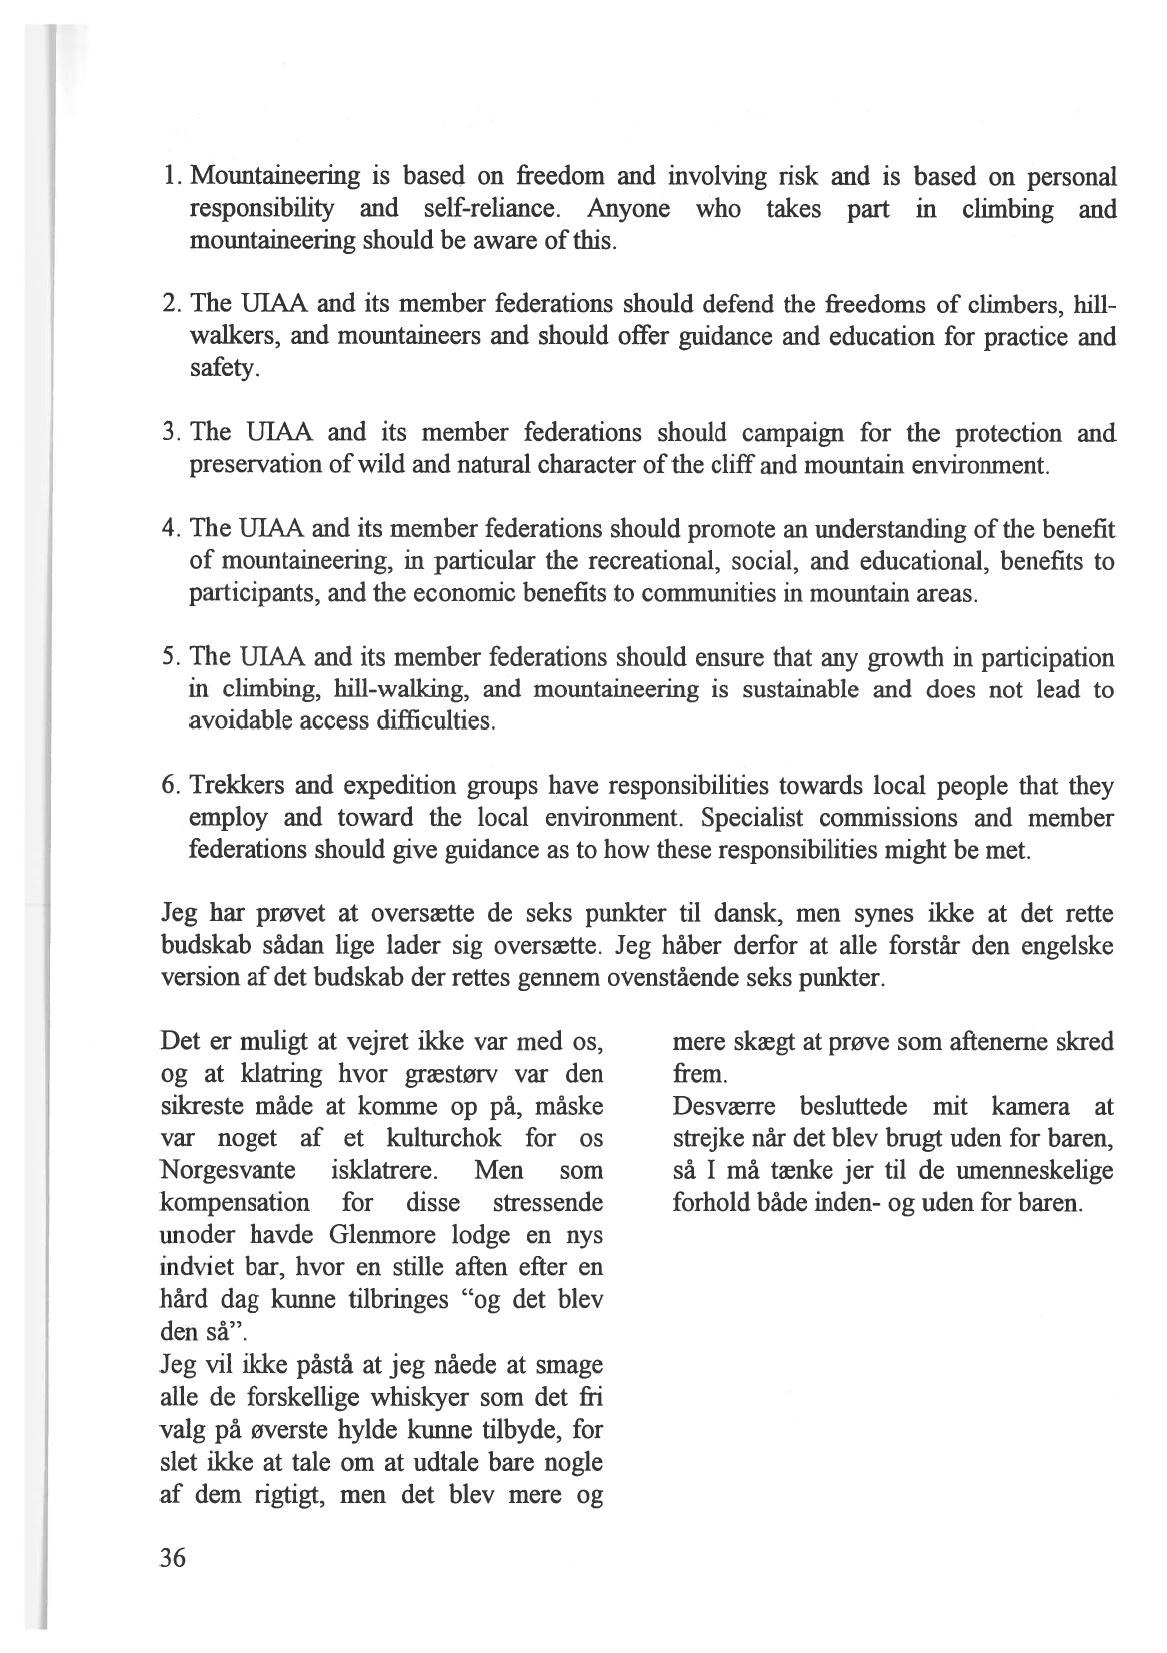 1. Mountaineering is based on freedom and involving risk and is based on personal
responsibility and self-reliance. Anyone who takes part in climbing and
mountaineering should be aware of this.
2. The UIAA and its member federations should defend the freedoms of climbers, hill-
walkers, and mountaineers and should offer guidance and education for practice and
safety.
3. The UIAA and its member federations should campaign for the protection and
preservation of wild and natural character of the cliff and mountain environment.
4. The UIAA and its member federations should promote an understanding of the benefit
of mountaineering, in particular the recreational, social, and educational, benefits to
participants, and the economic benefits to communities in mountain areas.
5. The UIAA and its member federations should ensure that any growth in participation
in climbing, hill-walking, and mountaineering is sustainable and does not lead to
avoidable access difficulties.
6. Trekkers and expedition groups have responsibilities towards local people that they
employ and toward the local environment. Specialist commissions and member
federations should give guidance as to how these responsibilities might be met.
Jeg har prøvet at oversætte de seks punkter til dansk, men synes ikke at det rette
budskab sådan lige lader sig oversætte. Jeg håber derfor at alle forstår den engelske
version af det budskab der rettes gennem ovenstående seks punkter.
Det er muligt at vejret ikke var med os,
og at klatring hvor græstørv var den
sikreste måde at komme op på, måske
var noget af et kulturchok for os
Norgesvante isklatrere. Men som
kompensation for disse stressende
unoder havde Glenmore lodge en nys
indviet bar, hvor en stille aften efter en
hård dag kunne tilbringes “og det blev
den så”.
Jeg vil ikke påstå at jeg nåede at smage
alle de forskellige whiskyer som det fri
valg på øverste hylde kunne tilbyde, for
slet ikke at tale om at udtale bare nogle
af dem rigtigt, men det blev mere og
mere skægt at prøve som aftenerne skred
frem.
Desværre besluttede mit kamera at
strejke når det blev brugt uden for baren,
så I må tænke jer til de umenneskelige
forhold både inden- og uden for baren.
36